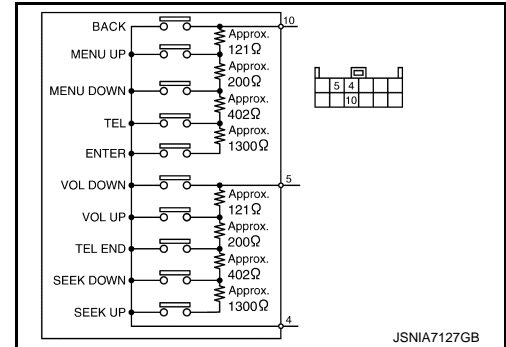 BACK
10
Approx.
121Ω
MENU UP
Approx.
200Ω
MENU DOWN
Approx.
402Ω
TEL
Approx.
1300Ω
ENTER
VOL DOWN
5
Approx.
121Ω
VOL UP
Approx.
200Ω
TEL END
Approx.
402Ω
SEEK DOWN
Approx.
1300Ω
SEEK UP
4
5 4
10
JSNIA7127GB